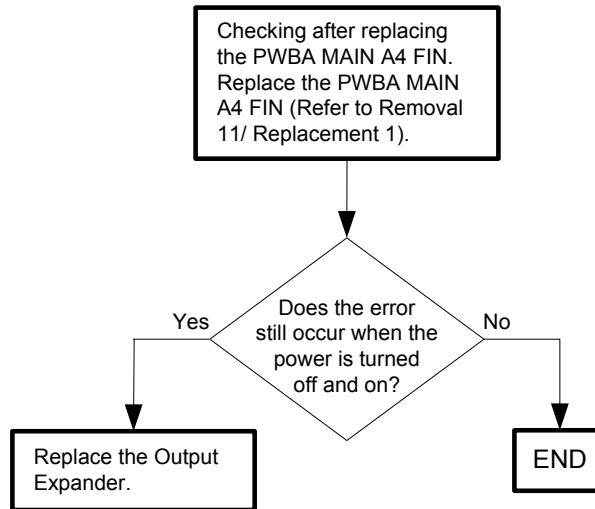 Checking after replacing
the PWBA MAIN A4 FIN.
Replace the PWBA MAIN
A4 FIN (Refer to Removal
11/ Replacement 1).
Does the error
still occur when the
power is turned
off and on?
Yes
No
Replace the Output
Expander.
END